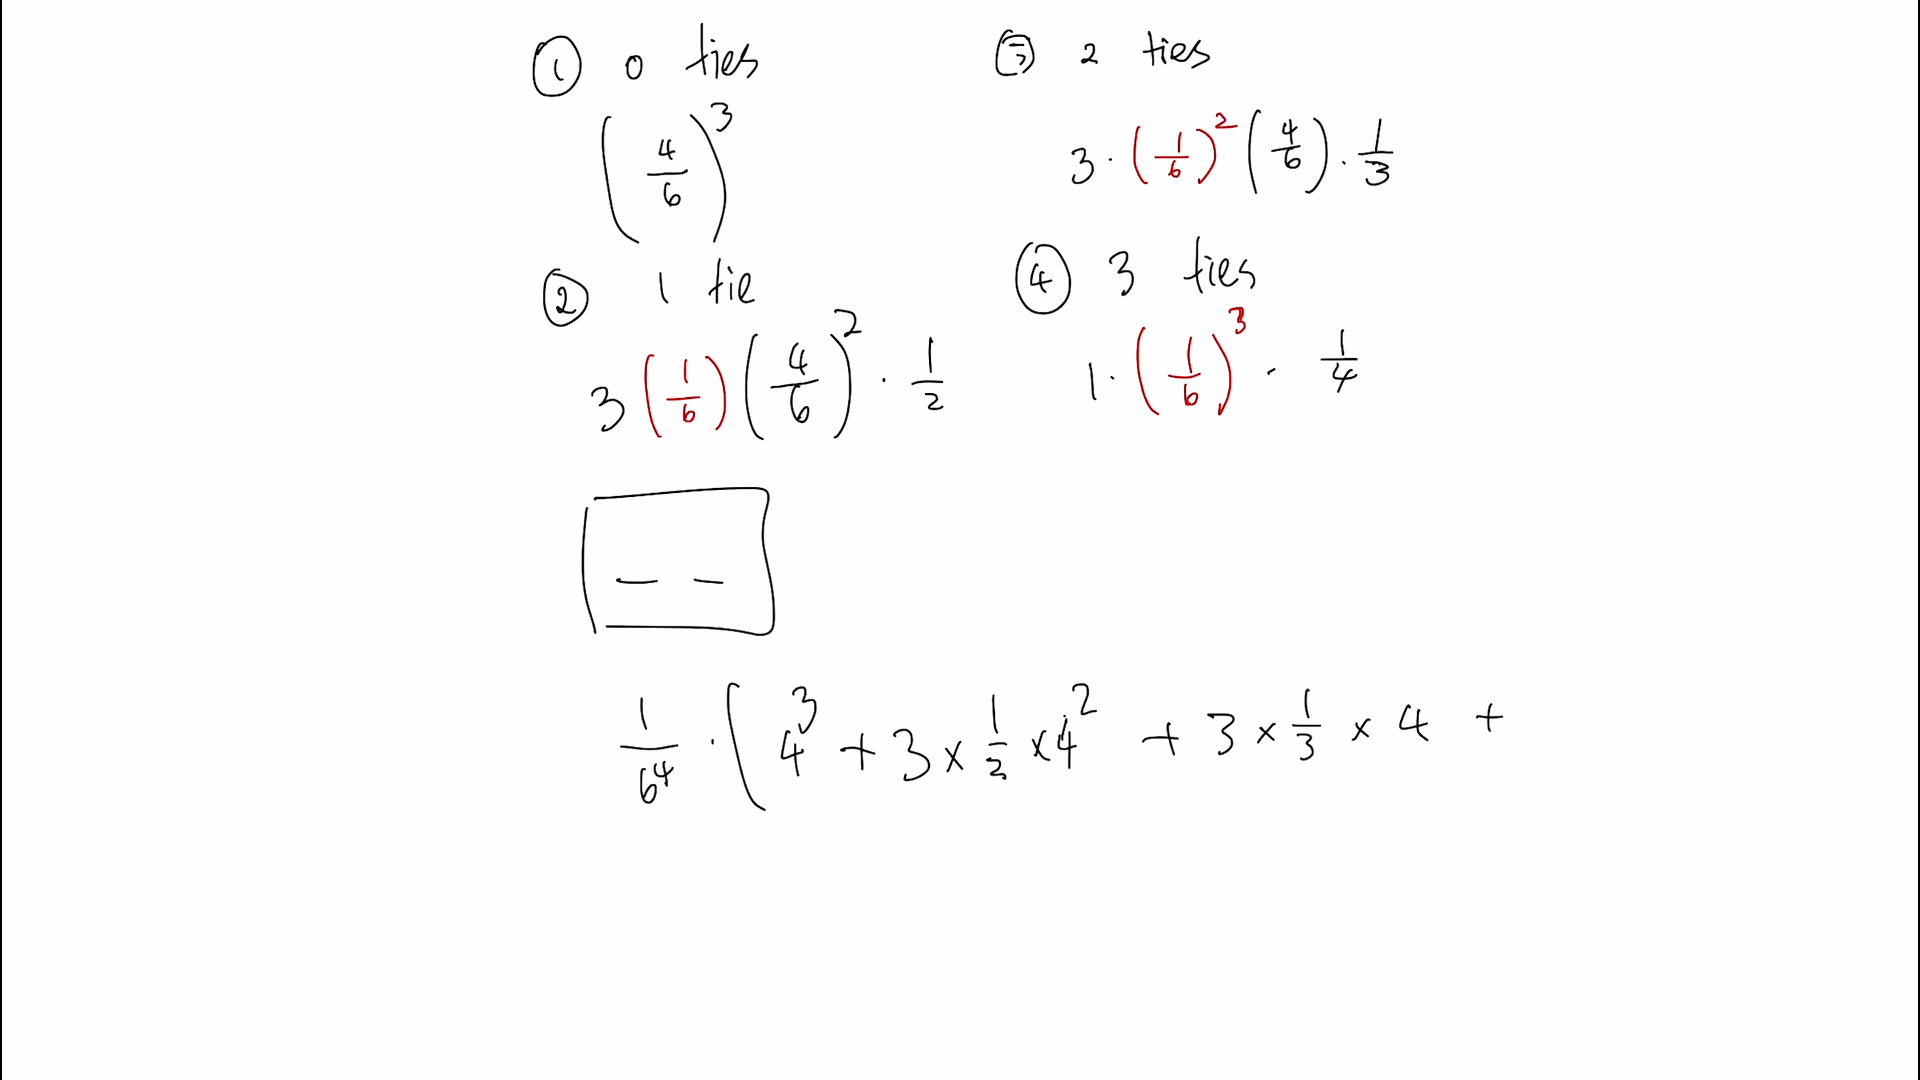 ① 0 ties
(4/6)^3
② 1 tie
3 (1/6) (4/6)^2 · 1/2
③ 2 ties
3 · (1/6)^2 (4/6) · 1/3
④ 3 ties
1 · (1/6)^3 · 1/4
1/6^4 · (4^3 + 3 × 1/2 × 4^2 + 3 × 1/3 × 4 +